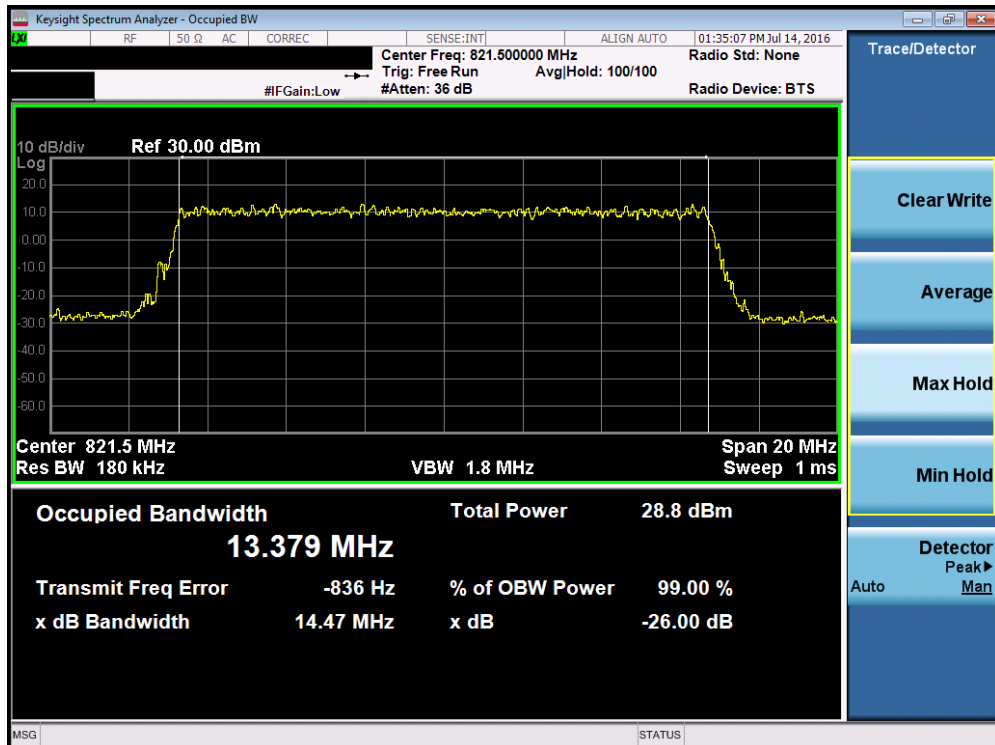 Keysight Spectrum Analyzer - Occupied BW
LXI RF 50 Ω AC CORREC SENSE:INT ALIGN AUTO 01:35:07 PM Jul 14, 2016
Center Freq: 821.500000 MHz Radio Std: None
Trig: Free Run Avg|Hold: 100/100
#IFGain:Low #Atten: 36 dB Radio Device: BTS
10 dB/div Ref 30.00 dBm
Log
20.0
10.0
0.00
-10.0
-20.0
-30.0
-40.0
-50.0
-60.0
Center 821.5 MHz Span 20 MHz
Res BW 180 kHz VBW 1.8 MHz Sweep 1 ms
Occupied Bandwidth Total Power 28.8 dBm
13.379 MHz
Transmit Freq Error -836 Hz % of OBW Power 99.00 %
x dB Bandwidth 14.47 MHz x dB -26.00 dB
MSG STATUS
Trace/Detector
Clear Write
Average
Max Hold
Min Hold
Detector
Peak▶
Auto Man